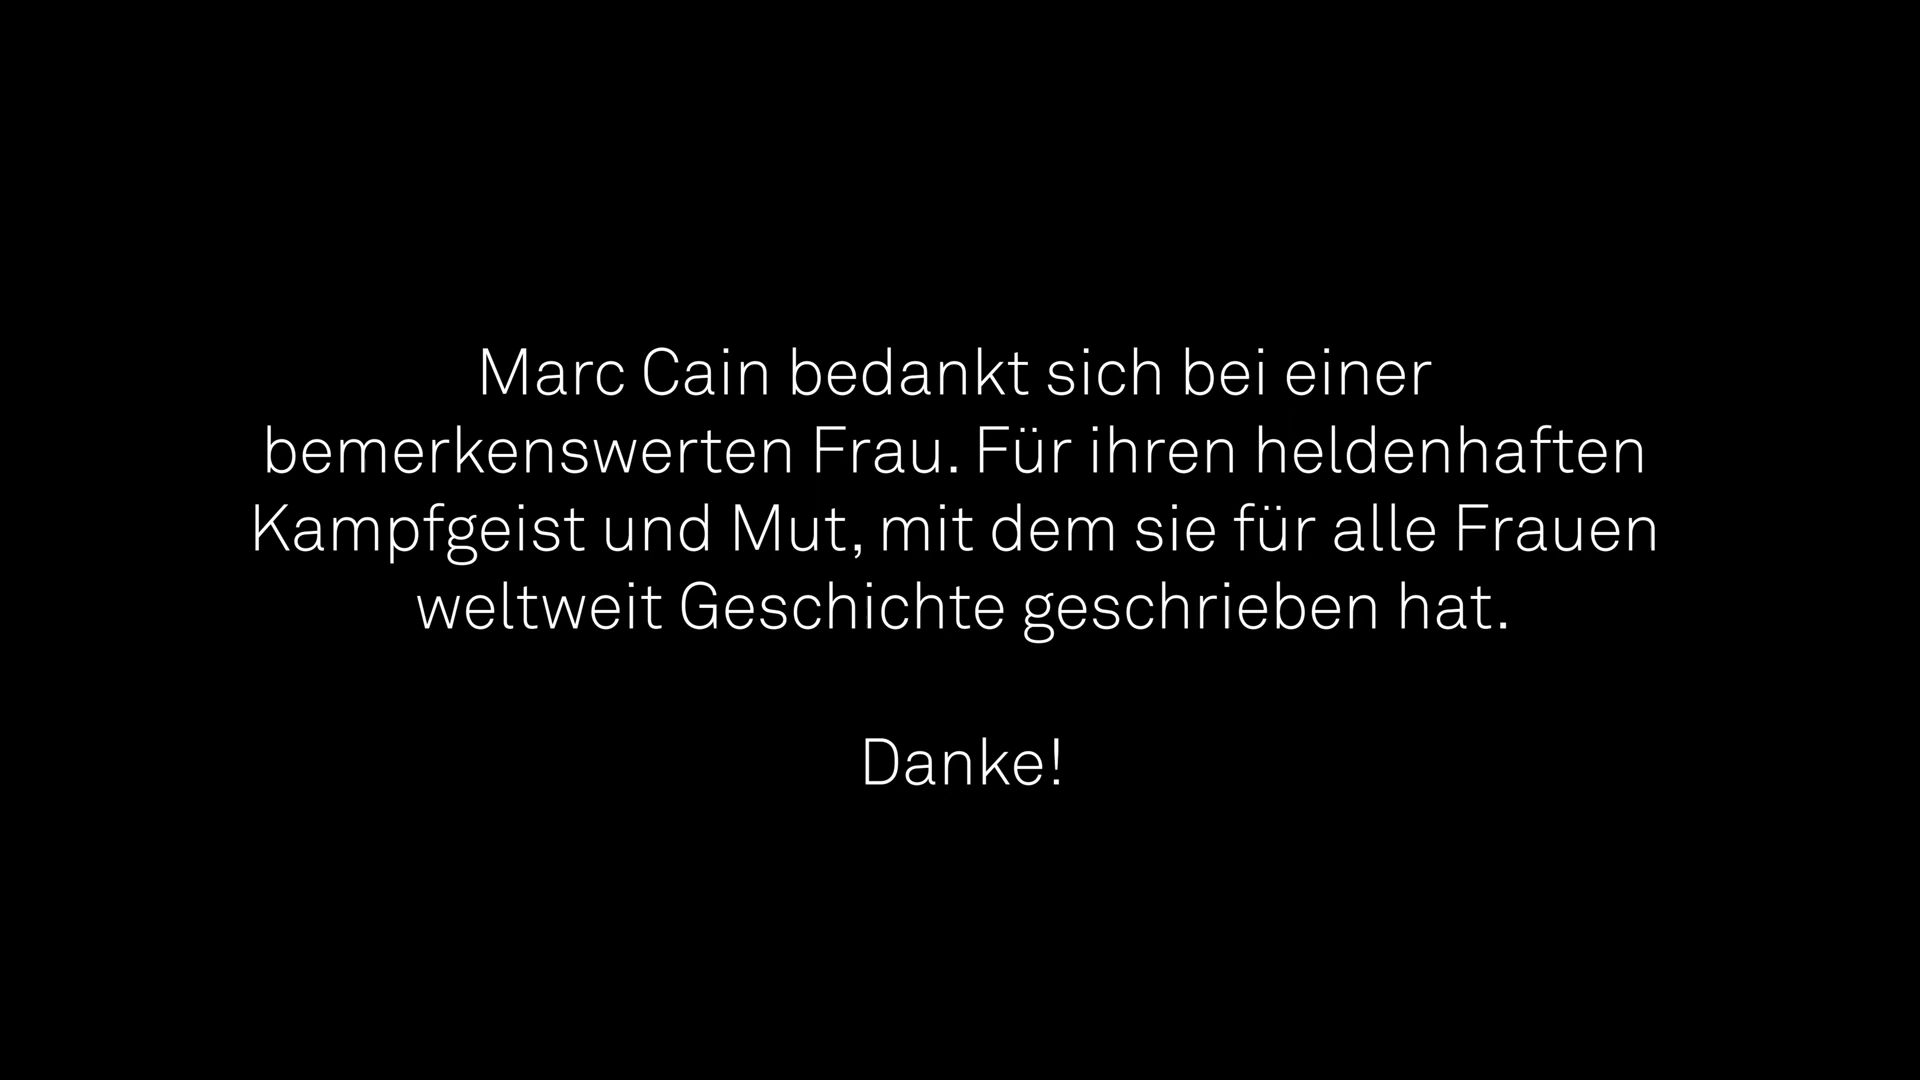 Marc Cain bedankt sich bei einer
bemerkenswerten Frau. Für ihren heldenhaften
Kampfgeist und Mut, mit dem sie für alle Frauen
weltweit Geschichte geschrieben hat.
Danke!